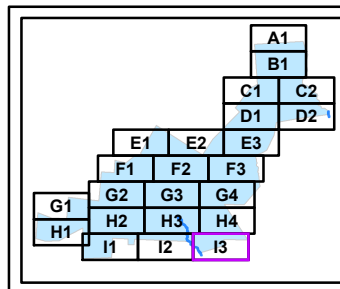 A1
B1
C1 C2
D1 D2
E1 E2 E3
F1 F2 F3
G1 G2 G3 G4
H1 H2 H3 H4
I1 I2 I3